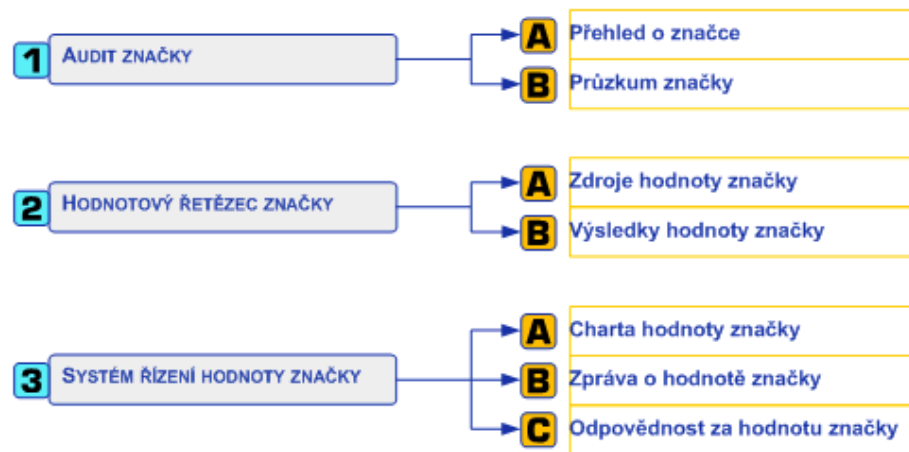 1 AUDIT ZNAČKY
A Přehled o značce
B Průzkum značky
2 HODNOTOVÝ ŘETĚZEC ZNAČKY
A Zdroje hodnoty značky
B Výsledky hodnoty značky
3 SYSTÉM ŘÍZENÍ HODNOTY ZNAČKY
A Charta hodnoty značky
B Zpráva o hodnotě značky
C Odpovědnost za hodnotu značky